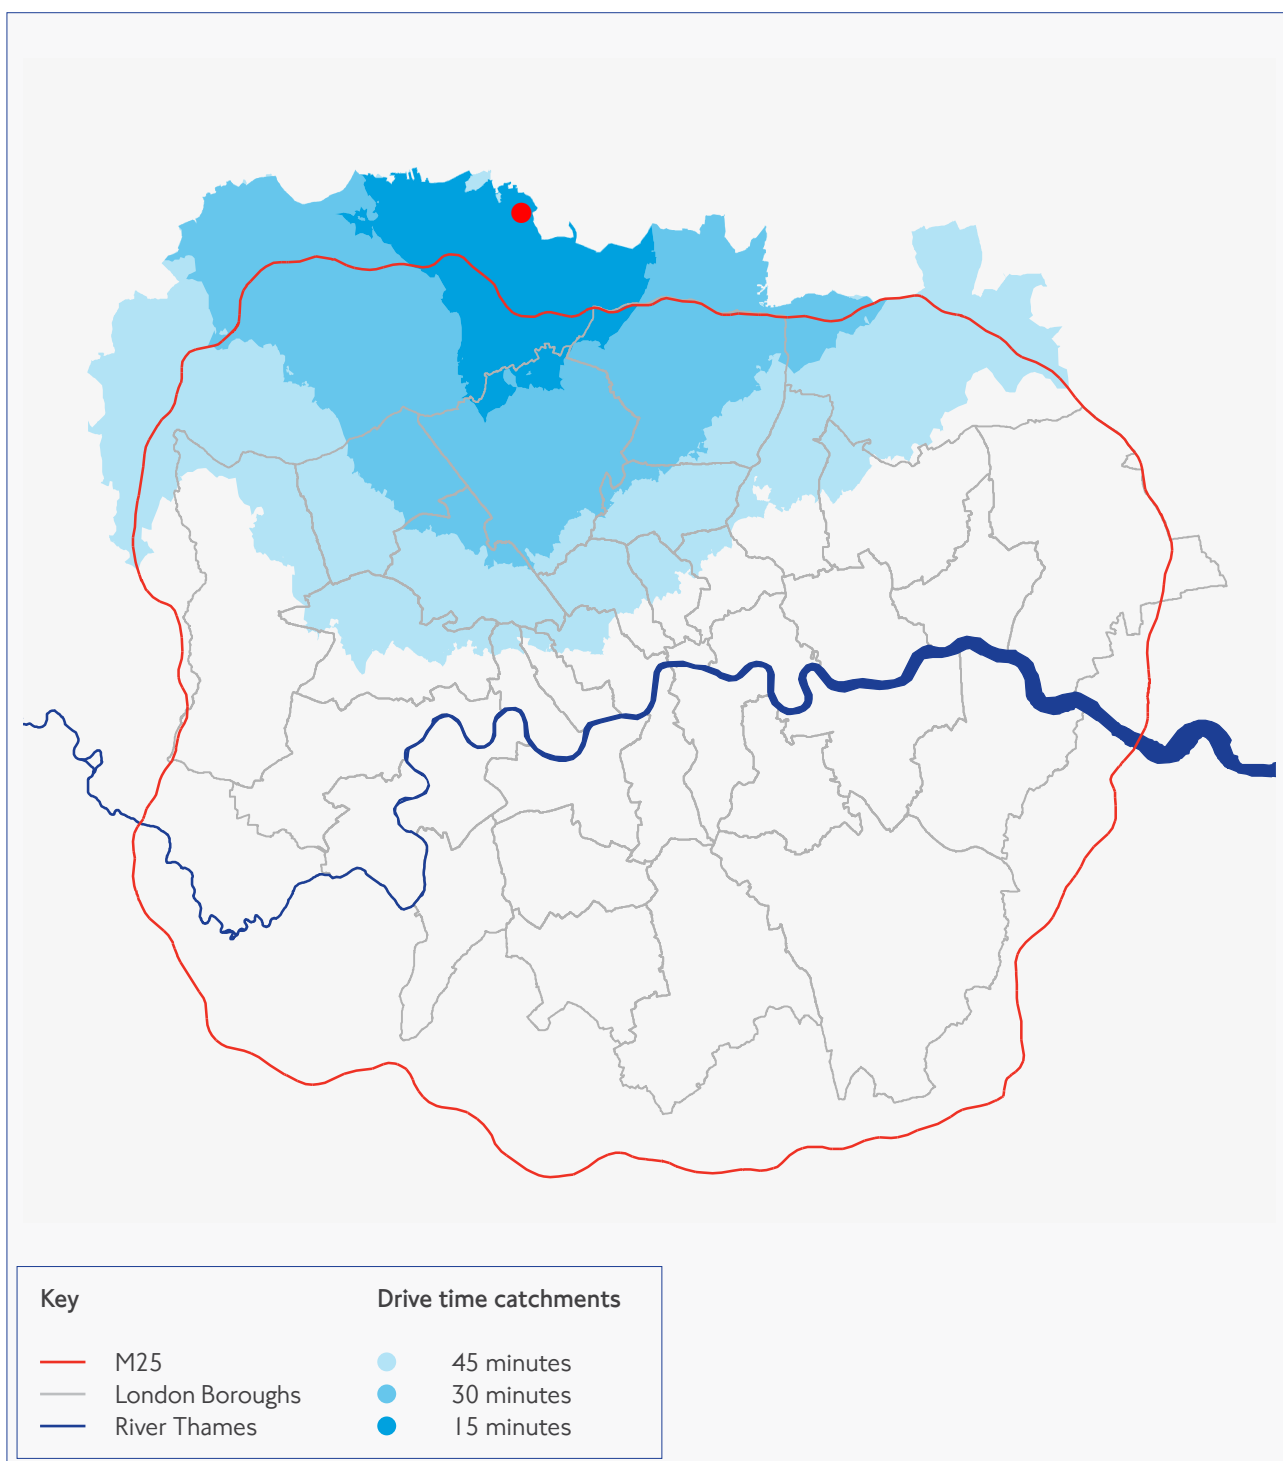 Key
M25
London Boroughs
River Thames
Drive time catchments
45 minutes
30 minutes
15 minutes